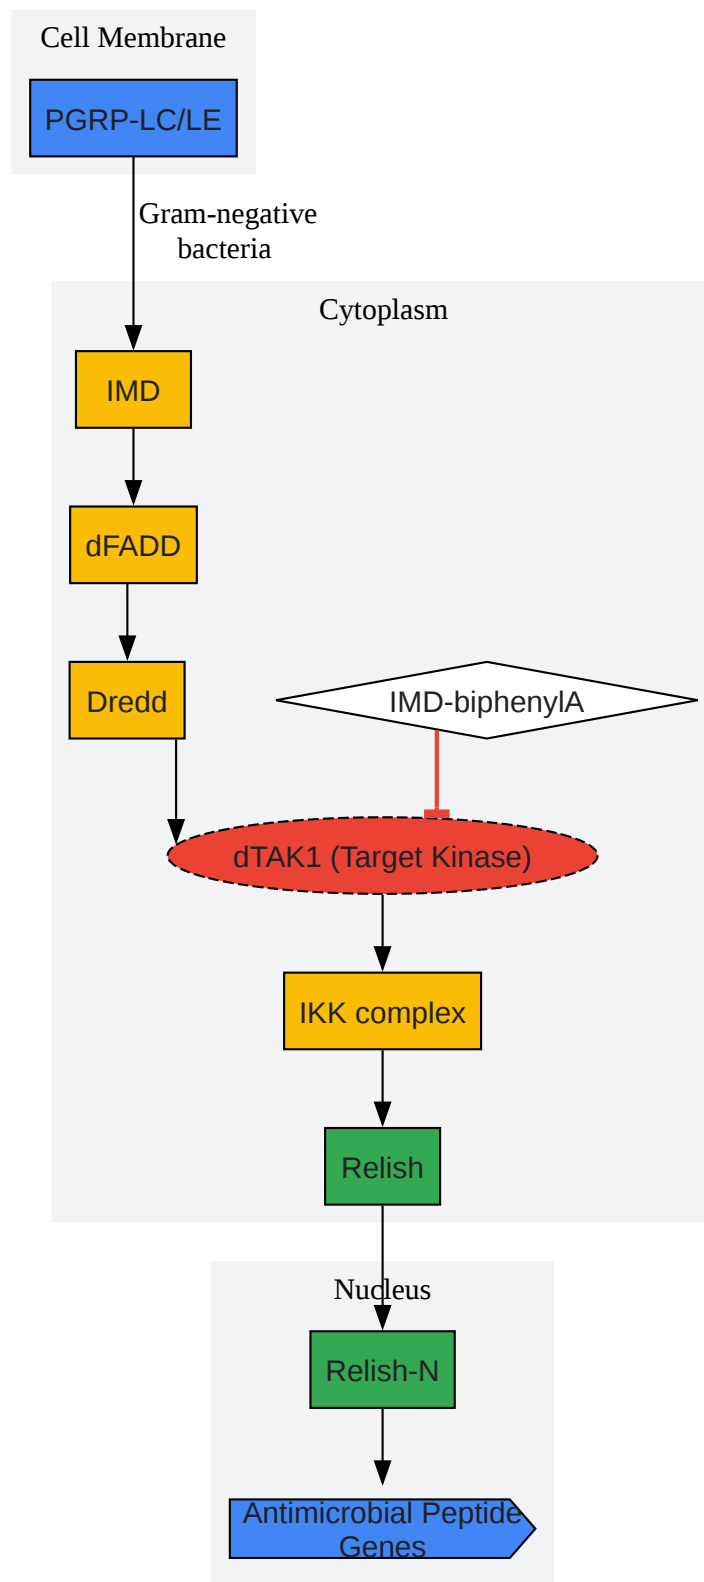 Cell Membrane
PGRP-LC/LE
Gram-negative
bacteria
Cytoplasm
IMD
dFADD
Dredd
IMD-biphenylA
dTAK1 (Target Kinase)
IKK complex
Relish
Nucleus
Relish-N
Antimicrobial Peptide
Genes